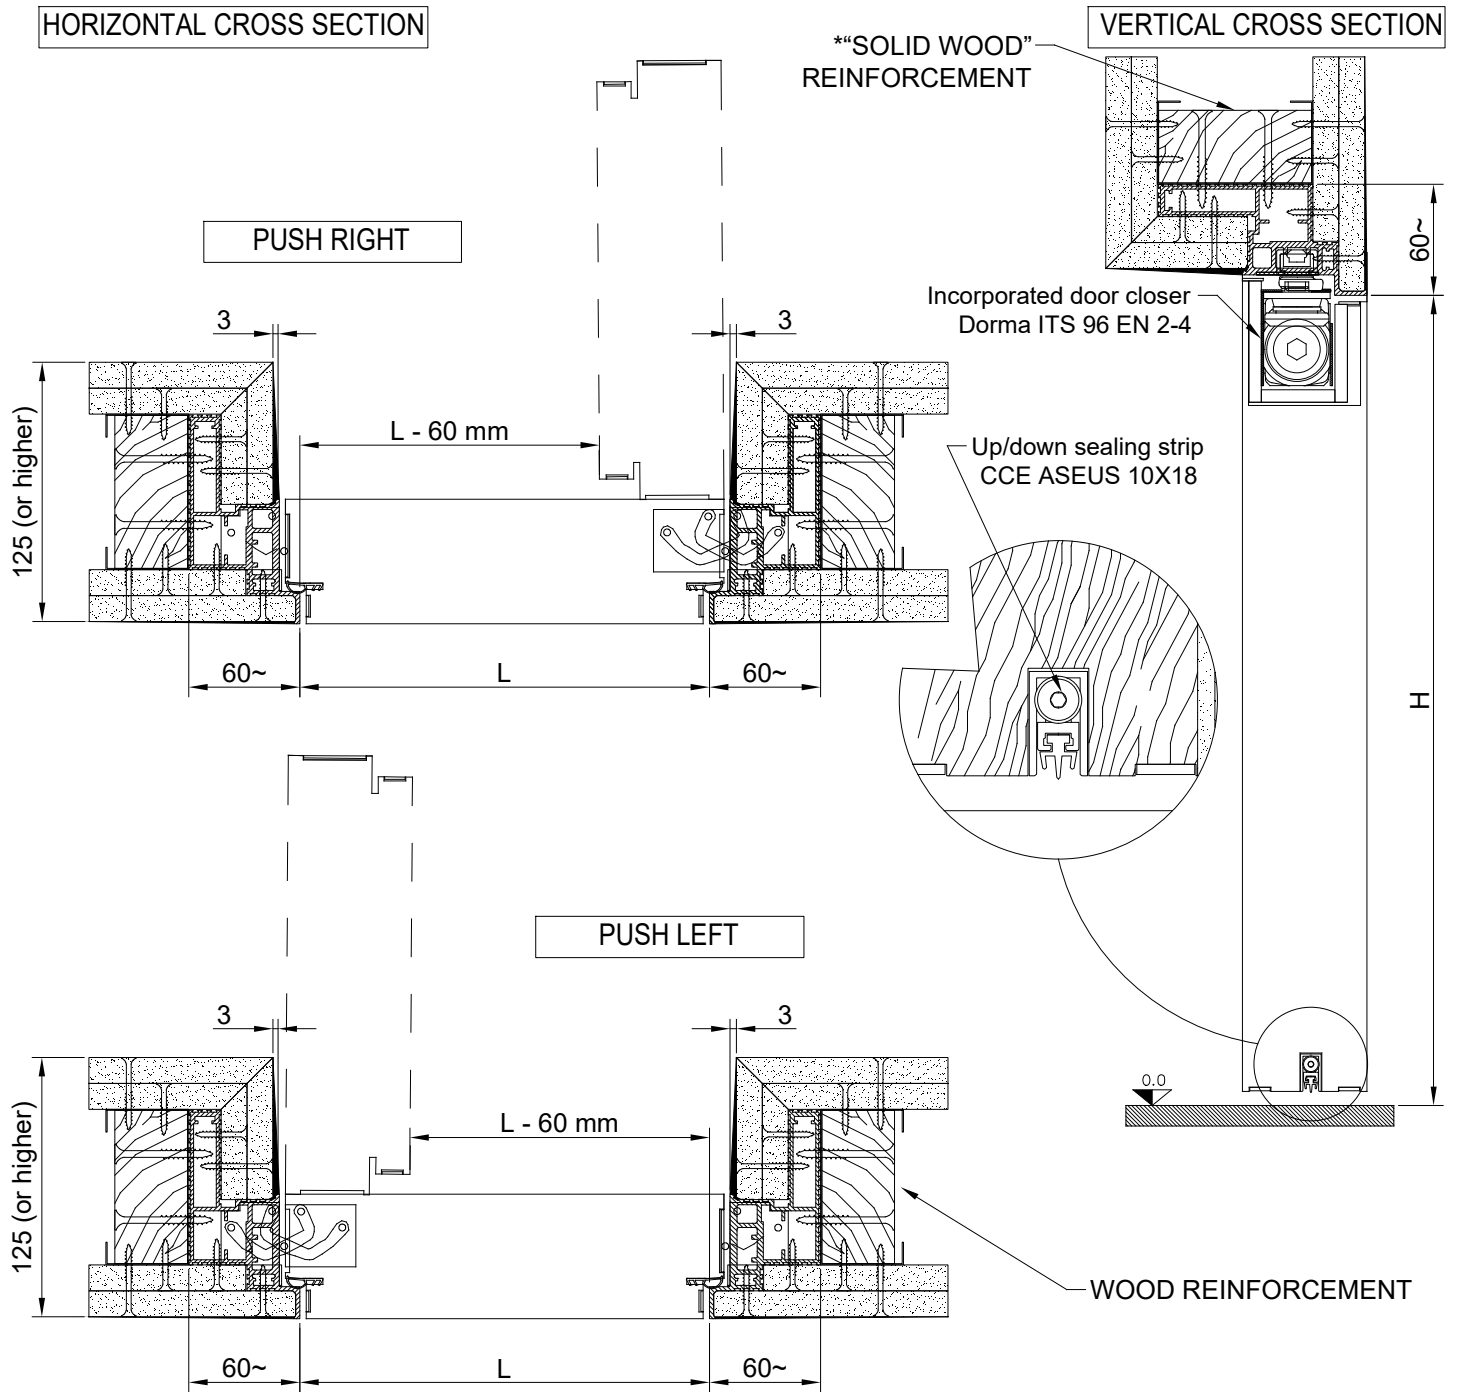 HORIZONTAL CROSS SECTION
VERTICAL CROSS SECTION
*“SOLID WOOD”
REINFORCEMENT
PUSH RIGHT
60~
Incorporated door closer
Dorma ITS 96 EN 2-4
3
3
125 (or higher)
L - 60 mm
Up/down sealing strip
CCE ASEUS 10X18
60~
L
60~
H
PUSH LEFT
3
3
0.0
125 (or higher)
L - 60 mm
WOOD REINFORCEMENT
60~
L
60~